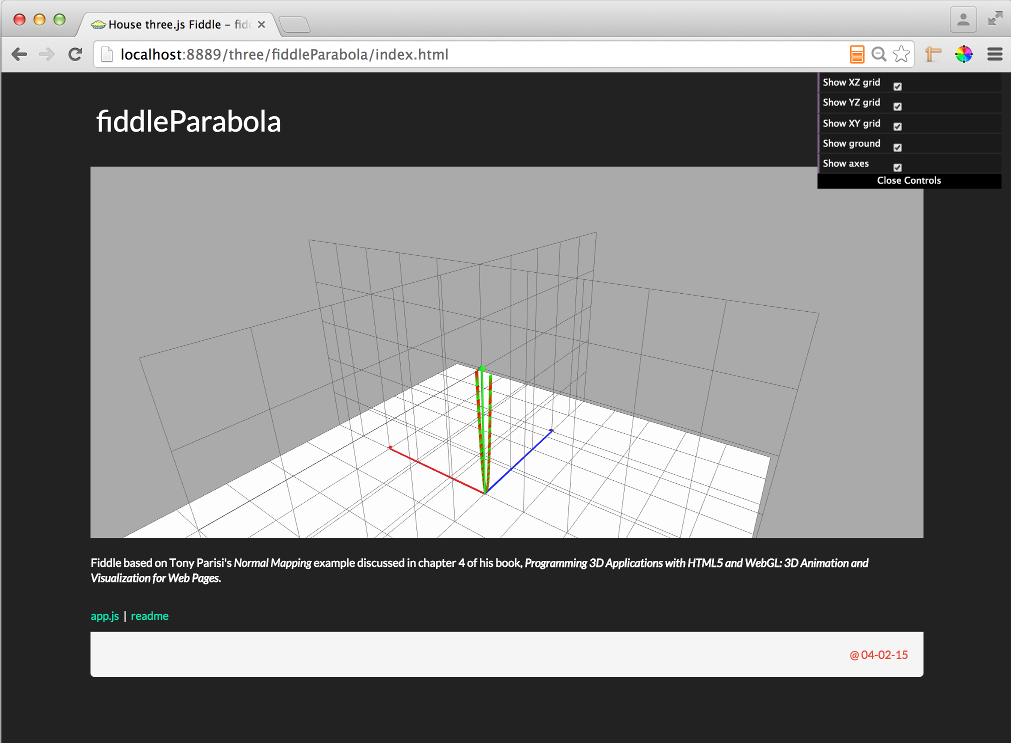 House three.js Fiddle – fid
localhost:8889/three/fiddleParabola/index.html
Show XZ grid
Show YZ grid
Show XY grid
Show ground
Show axes
Close Controls
fiddleParabola
Fiddle based on Tony Parisi's Normal Mapping example discussed in chapter 4 of his book, Programming 3D Applications with HTML5 and WebGL: 3D Animation and
Visualization for Web Pages.
app.js | readme
@ 04-02-15